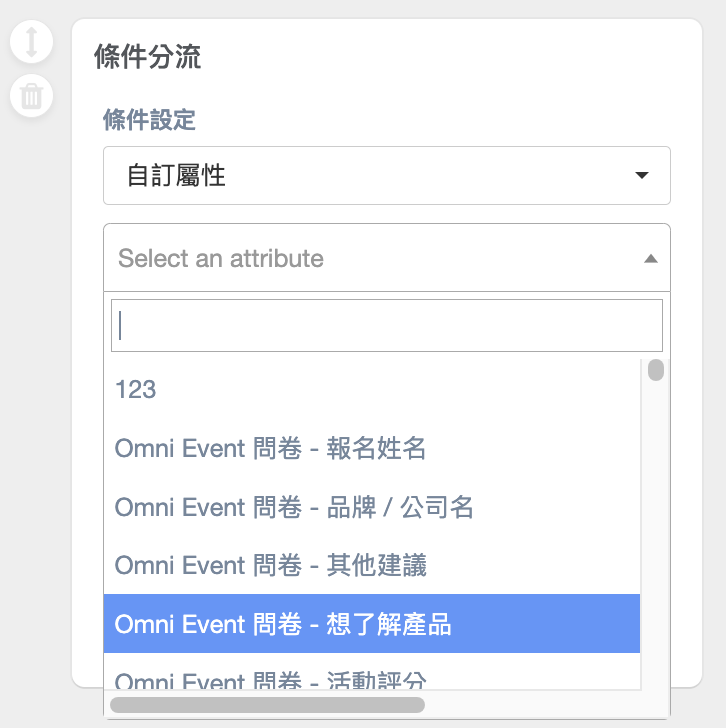 條件分流
條件設定
自訂屬性
Select an attribute
123
Omni Event 問卷 - 報名姓名
Omni Event 問卷 - 品牌 / 公司名
Omni Event 問卷 - 其他建議
Omni Event 問卷 - 想了解產品
Omni Event 問卷 - 活動評分